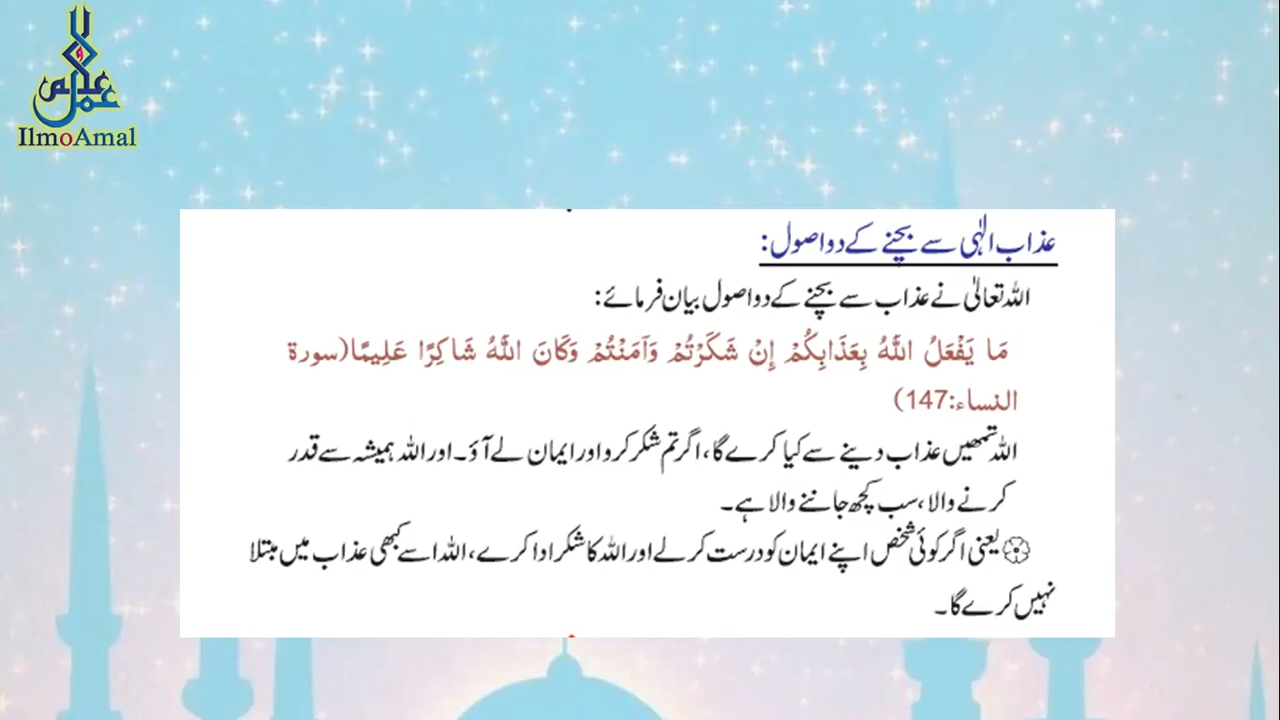 علم عمل
IlmoAmal
عذاب الٰہی سے بچنے کے دو اصول:
اللہ تعالیٰ نے عذاب سے بچنے کے دو اصول بیان فرمائے:
مَا يَفْعَلُ اللَّهُ بِعَذَابِكُمْ إِنْ شَكَرْتُمْ وَآمَنْتُمْ وَكَانَ اللَّهُ شَاكِرًا عَلِيمًا(سورة
النساء:147)
اللہ تمھیں عذاب دینے سے کیا کرے گا، اگر تم شکر کرو اور ایمان لے آؤ۔ اور اللہ ہمیشہ سے قدر
کرنے والا، سب کچھ جاننے والا ہے۔
یعنی اگر کوئی شخص اپنے ایمان کو درست کر لے اور اللہ کا شکر ادا کرے، اللہ اسے کبھی عذاب میں مبتلا
نہیں کرے گا۔